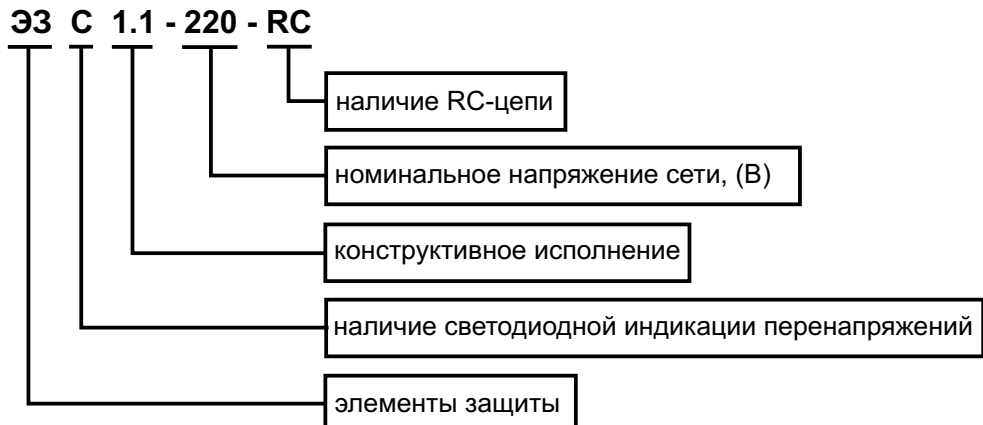 ЭЗ С 1.1 - 220 - RC
наличие RC-цепи
номинальное напряжение сети, (В)
конструктивное исполнение
наличие светодиодной индикации перенапряжений
элементы защиты